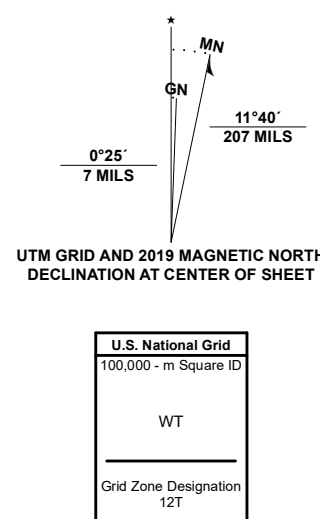 ★
MN
GN
11°40´
207 MILS
0°25´
7 MILS
UTM GRID AND 2019 MAGNETIC NORTH
DECLINATION AT CENTER OF SHEET
U.S. National Grid
100,000 - m Square ID
WT
Grid Zone Designation
12T